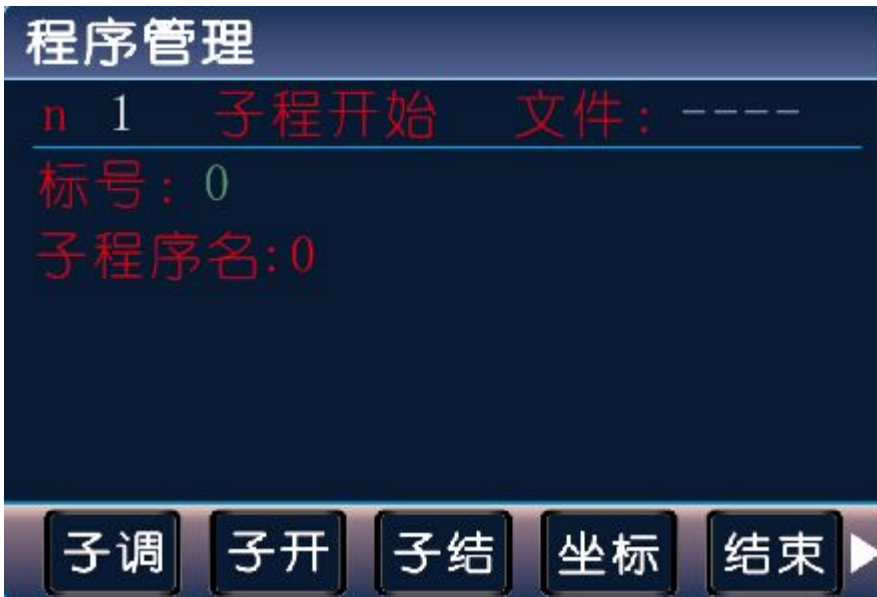 程序管理
n 1 子程开始 文件: ----
标号: 0
子程序名:0
子调 子开 子结 坐标 结束